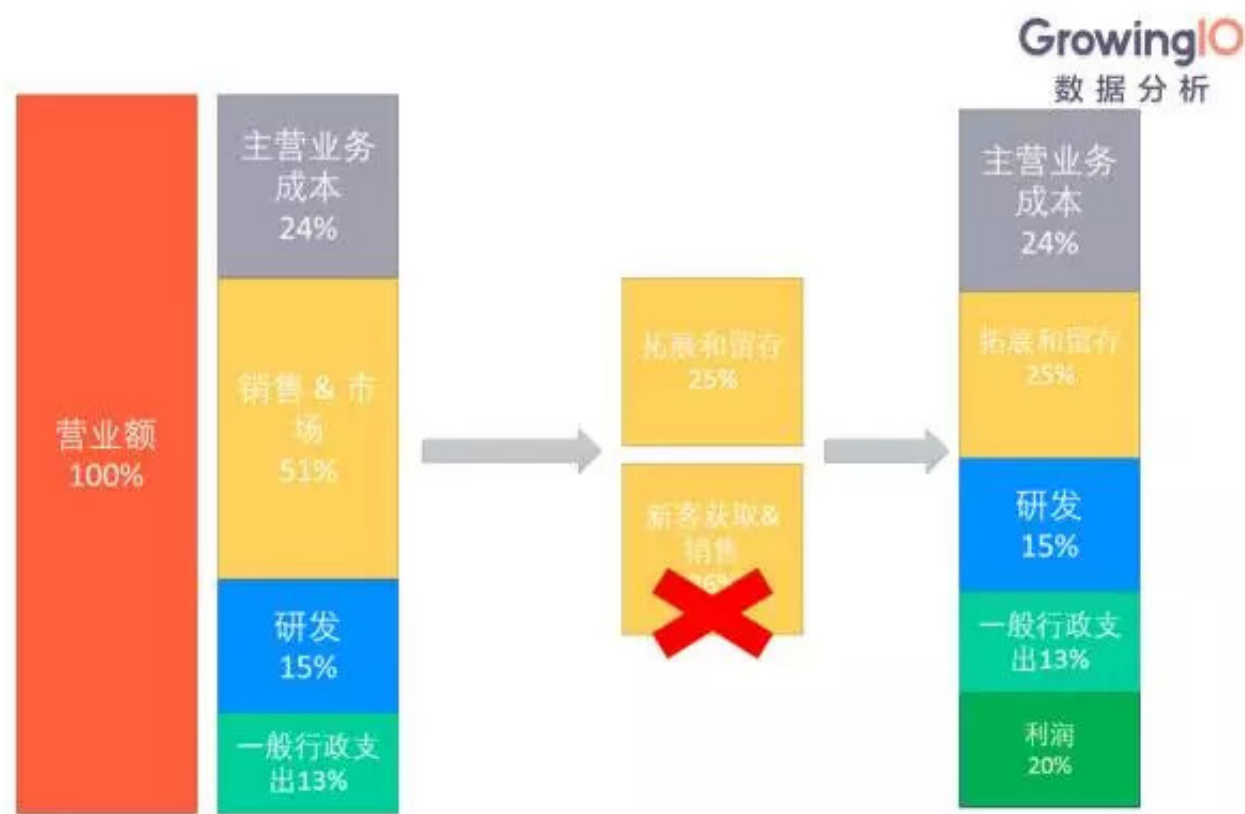 GrowingIO
数据分析
营业额
100%
主营业务
成本
24%
销售 & 市
场
51%
研发
15%
一般行政支
出13%
拓展和留存
25%
新客获取&
销售
主营业务
成本
24%
拓展和留存
25%
研发
15%
一般行政支
出13%
利润
20%